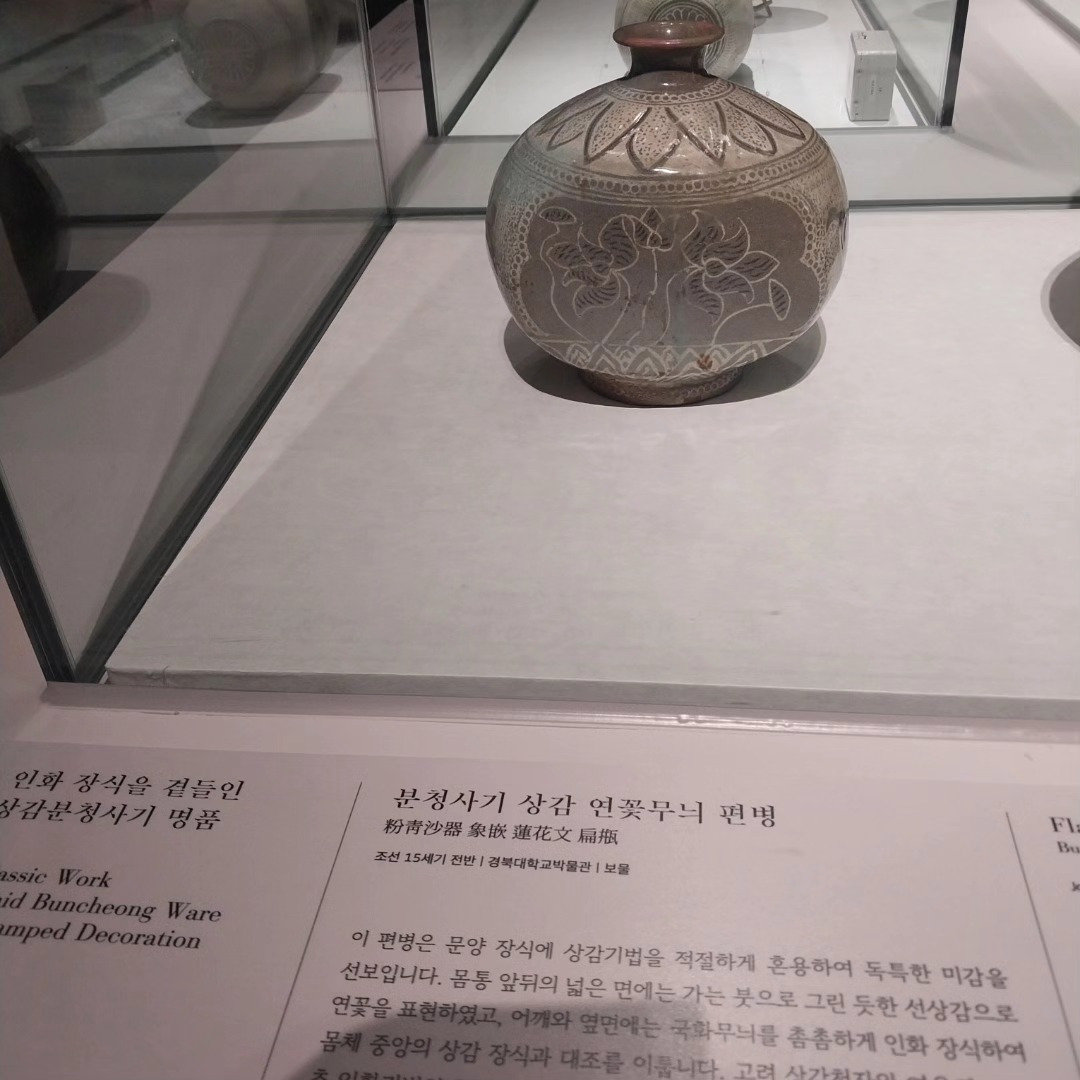 인화 장식을 곁들인
상감분청사기 명품
assic Work
aid Buncheong Ware
amped Decoration
분청사기 상감 연꽃무늬 편병
粉靑沙器 象嵌 蓮花文 扁甁
조선 15세기 전반 | 경북대학교박물관 | 보물
이 편병은 문양 장식에 상감기법을 적절하게 혼용하여 독특한 미감을
선보입니다. 몸통 앞뒤의 넓은 면에는 가는 붓으로 그린 듯한 선상감으로
연꽃을 표현하였고, 어깨와 옆면에는 국화무늬를 촘촘하게 인화 장식하여
몸체 중앙의 상감 장식과 대조를 이룹니다. 고려
Fla
Bu